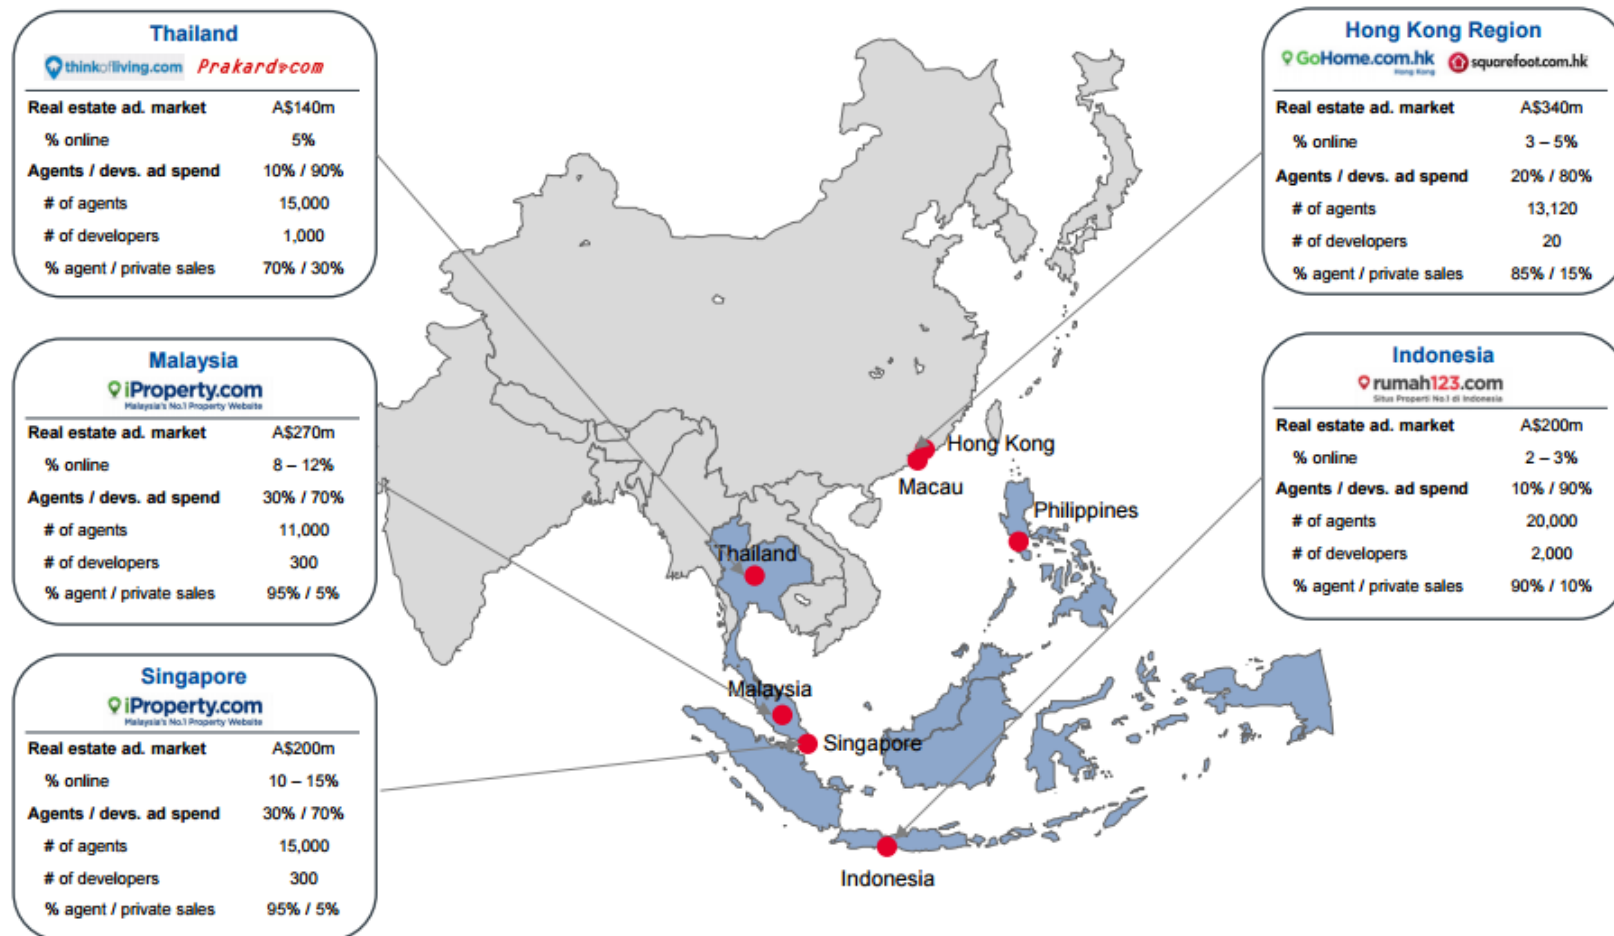 Thailand
thinkofliving.com Prakard.com
Real estate ad. market A$140m
% online 5%
Agents / devs. ad spend 10% / 90%
# of agents 15,000
# of developers 1,000
% agent / private sales 70% / 30%
Malaysia
iProperty.com
Malaysia's No.1 Property Website
Real estate ad. market A$270m
% online 8 – 12%
Agents / devs. ad spend 30% / 70%
# of agents 11,000
# of developers 300
% agent / private sales 95% / 5%
Singapore
iProperty.com
Malaysia's No.1 Property Website
Real estate ad. market A$200m
% online 10 – 15%
Agents / devs. ad spend 30% / 70%
# of agents 15,000
# of developers 300
% agent / private sales 95% / 5%
Hong Kong
Macau
Philippines
Thailand
Malaysia
Singapore
Indonesia
Hong Kong Region
GoHome.com.hk squarefoot.com.hk
Hong Kong
Real estate ad. market A$340m
% online 3 – 5%
Agents / devs. ad spend 20% / 80%
# of agents 13,120
# of developers 20
% agent / private sales 85% / 15%
Indonesia
rumah123.com
Situs Properti No.1 di Indonesia
Real estate ad. market A$200m
% online 2 – 3%
Agents / devs. ad spend 10% / 90%
# of agents 20,000
# of developers 2,000
% agent / private sales 90% / 10%